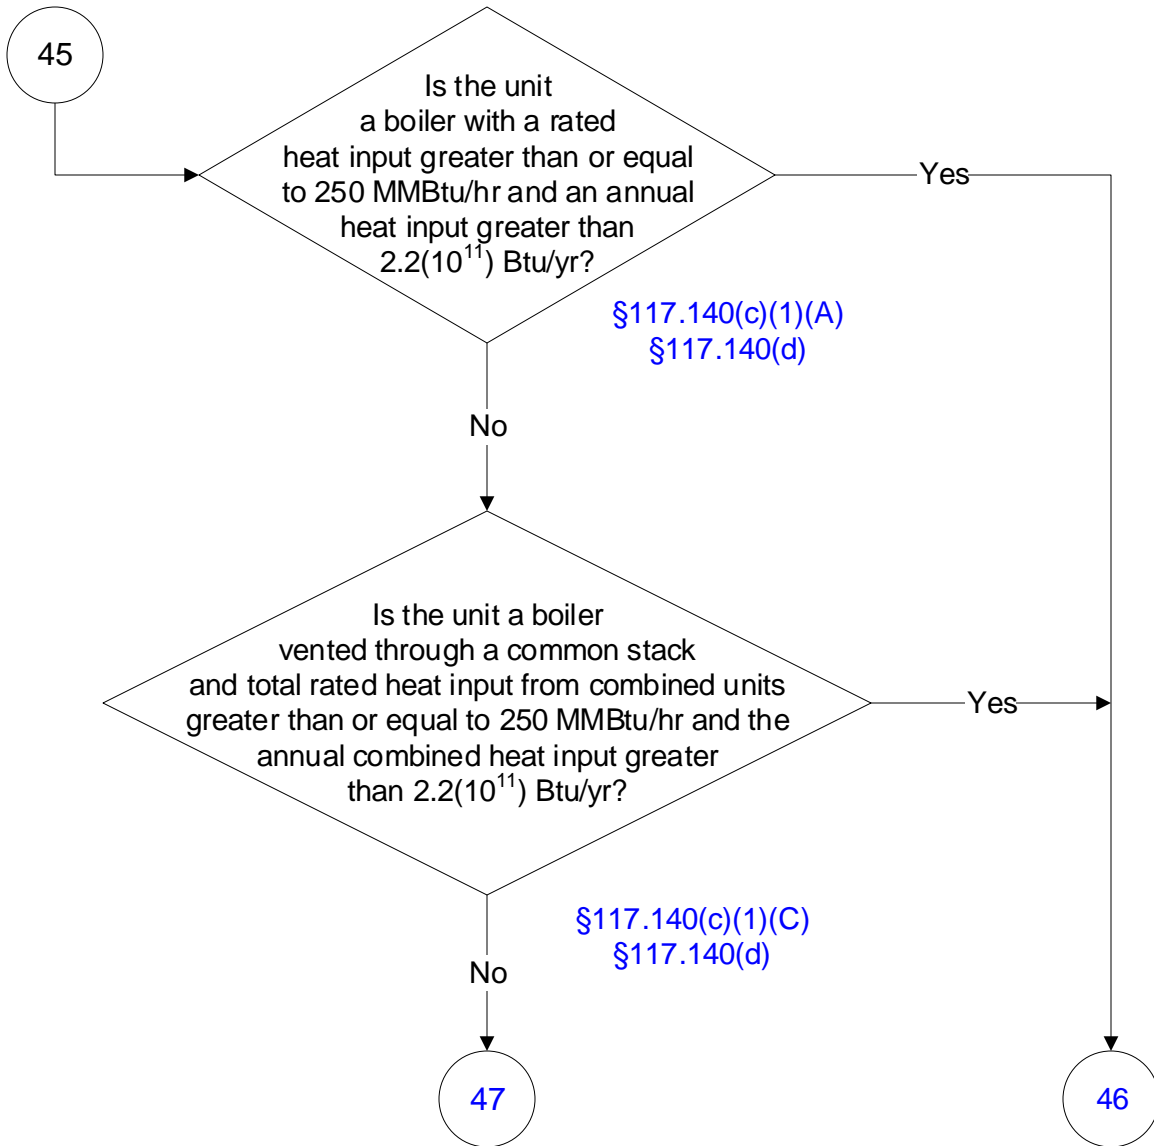 45
Is the unit
a boiler with a rated
heat input greater than or equal
to 250 MMBtu/hr and an annual
heat input greater than
2.2(10¹¹) Btu/yr?
Yes
§117.140(c)(1)(A)
§117.140(d)
No
Is the unit a boiler
vented through a common stack
and total rated heat input from combined units
greater than or equal to 250 MMBtu/hr and the
annual combined heat input greater
than 2.2(10¹¹) Btu/yr?
Yes
§117.140(c)(1)(C)
§117.140(d)
No
47
46